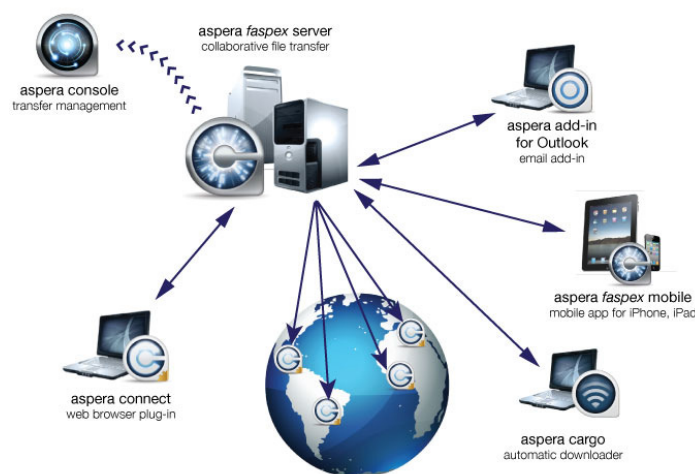 aspera faspex server
collaborative file transfer
aspera console
transfer management
aspera add-in
for Outlook
email add-in
aspera faspex mobile
mobile app for iPhone, iPad
aspera connect
web browser plug-in
aspera cargo
automatic downloader